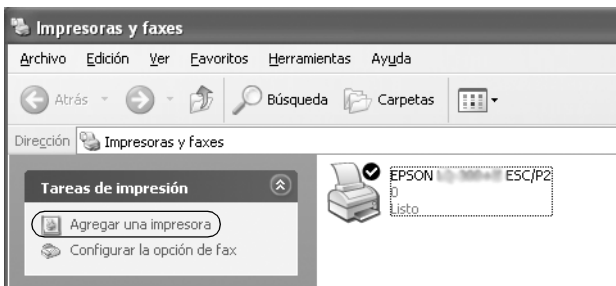 Impresoras y faxes
Archivo Edición Ver Favoritos Herramientas Ayuda
Atrás Búsqueda Carpetas
Dirección Impresoras y faxes
Tareas de impresión
Agregar una impresora
Configurar la opción de fax
EPSON ESC/P2
0
Listo